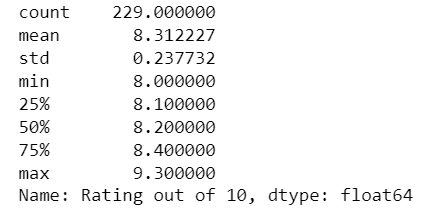 count    229.000000
mean       8.312227
std        0.237732
min        8.000000
25%        8.100000
50%        8.200000
75%        8.400000
max        9.300000
Name: Rating out of 10, dtype: float64